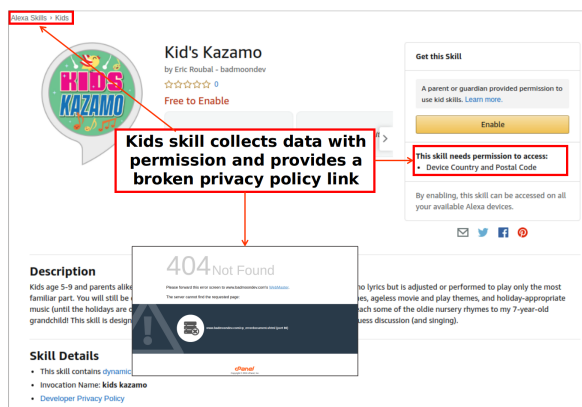 Alexa Skills › Kids
KIDS
KAZAMO
Kid's Kazamo
by Eric Roubal - badmoondev
0
Free to Enable
Get this Skill
A parent or guardian provided permission to
use kid skills. Learn more.
Enable
This skill needs permission to access:
• Device Country and Postal Code
By enabling, this skill can be accessed on all
your available Alexa devices.
Kids skill collects data with
permission and provides a
broken privacy policy link
404 Not Found
Please forward this error screen to www.badmoondev.com's WebMaster.
The server cannot find the requested page:
cPanel
Description
Kids age 5-9 and parents alike
no lyrics but is adjusted or performed to play only the most
familiar part. You will still be
es, ageless movie and play themes, and holiday-appropriate
music (until the holidays are
ach some of the oldie nursery rhymes to my 7-year-old
grandchild! This skill is design
uess discussion (and singing).
Skill Details
• This skill contains dynamic
• Invocation Name: kids kazamo
• Developer Privacy Policy